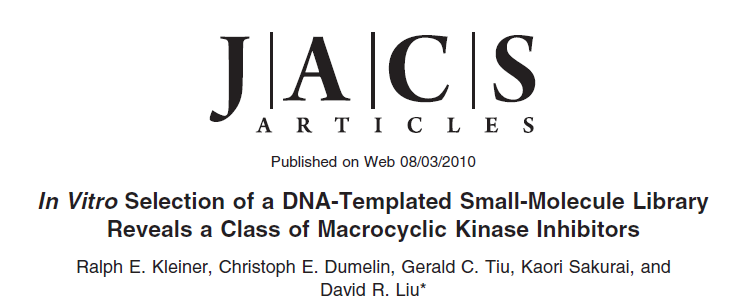 J|A|C|S
ARTICLES
Published on Web 08/03/2010
In Vitro Selection of a DNA-Templated Small-Molecule Library
Reveals a Class of Macrocyclic Kinase Inhibitors
Ralph E. Kleiner, Christoph E. Dumelin, Gerald C. Tiu, Kaori Sakurai, and
David R. Liu*